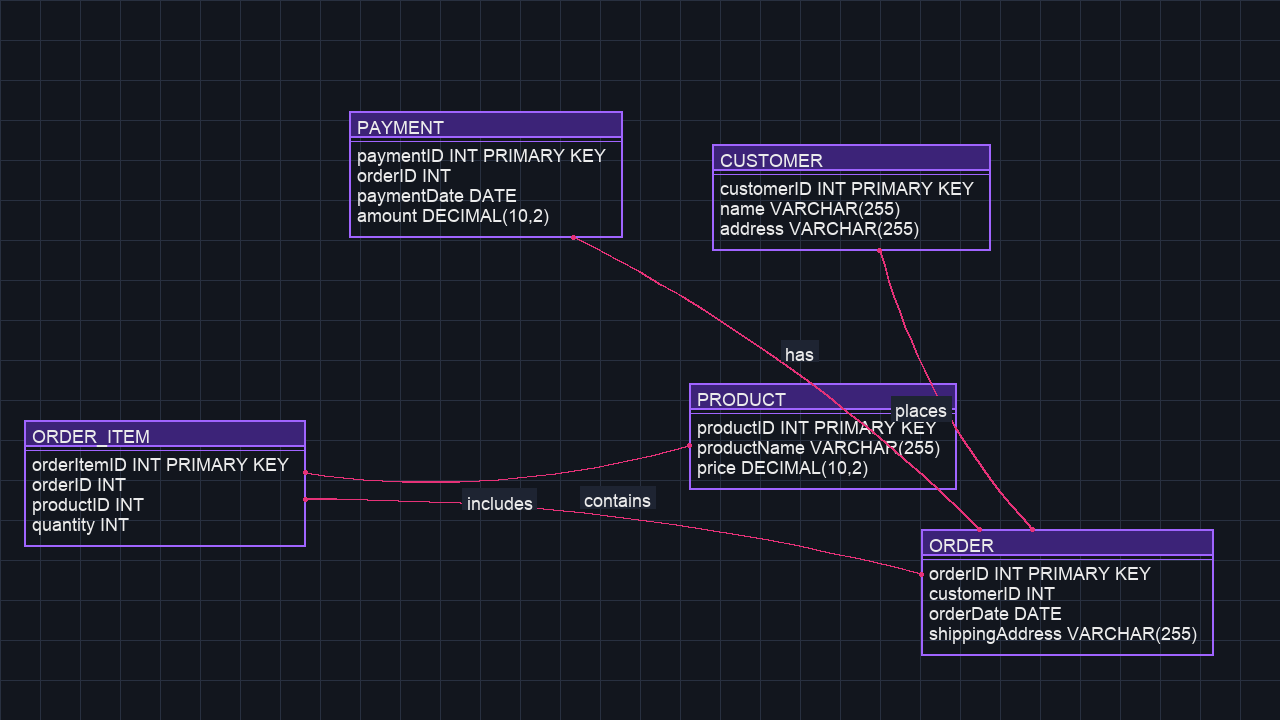 PAYMENT
paymentID INT PRIMARY KEY
orderID INT
paymentDate DATE
amount DECIMAL(10,2)
CUSTOMER
customerID INT PRIMARY KEY
name VARCHAR(255)
address VARCHAR(255)
has
PRODUCT
productID INT PRIMARY KEY
productName VARCHAR(255)
price DECIMAL(10,2)
places
ORDER_ITEM
orderItemID INT PRIMARY KEY
orderID INT
productID INT
quantity INT
includes
contains
ORDER
orderID INT PRIMARY KEY
customerID INT
orderDate DATE
shippingAddress VARCHAR(255)